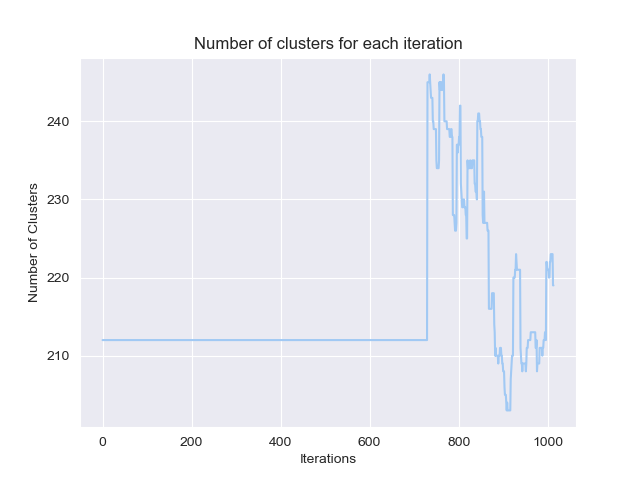 Number of clusters for each iteration
Number of Clusters
240
230
220
210
0 200 400 600 800 1000
Iterations